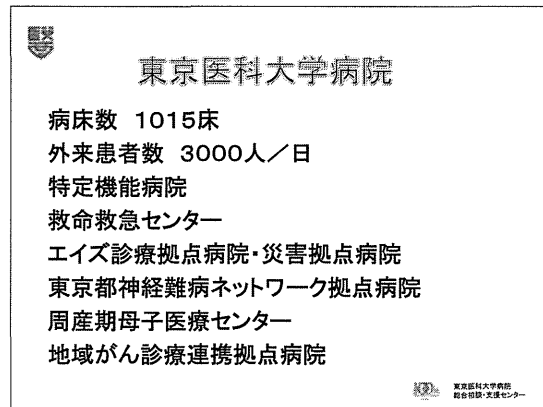 東京医科大学病院
病床数 1015床
外来患者数 3000人／日
特定機能病院
救命救急センター
エイズ診療拠点病院・災害拠点病院
東京都神経難病ネットワーク拠点病院
周産期母子医療センター
地域がん診療連携拠点病院
東京医科大学病院
総合相談・支援センター